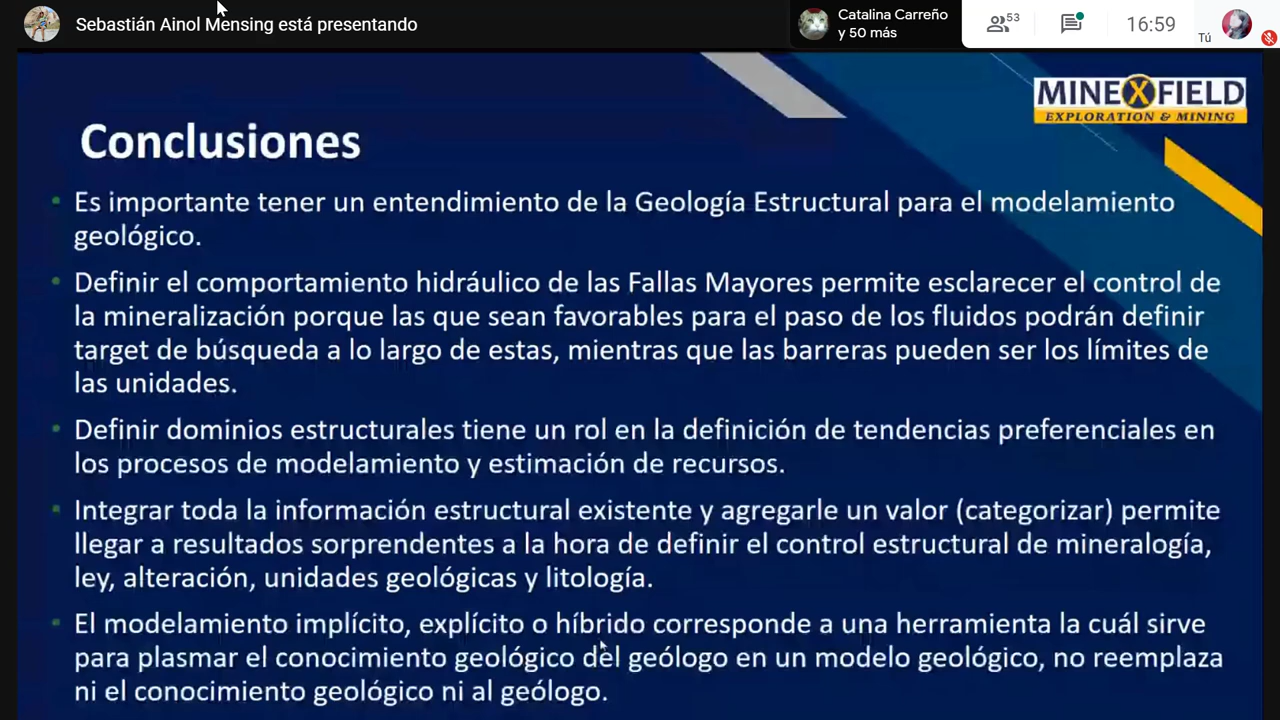 Sebastián Ainol Mensing está presentando
Catalina Carreño
y 50 más
53
16:59
Tú
MINEXFIELD
EXPLORATION & MINING
Conclusiones
• Es importante tener un entendimiento de la Geología Estructural para el modelamiento
geológico.
• Definir el comportamiento hidráulico de las Fallas Mayores permite esclarecer el control de
la mineralización porque las que sean favorables para el paso de los fluidos podrán definir
target de búsqueda a lo largo de estas, mientras que las barreras pueden ser los límites de
las unidades.
• Definir dominios estructurales tiene un rol en la definición de tendencias preferenciales en
los procesos de modelamiento y estimación de recursos.
• Integrar toda la información estructural existente y agregarle un valor (categorizar) permite
llegar a resultados sorprendentes a la hora de definir el control estructural de mineralogía,
ley, alteración, unidades geológicas y litología.
• El modelamiento implícito, explícito o híbrido corresponde a una herramienta la cuál sirve
para plasmar el conocimiento geológico del geólogo en un modelo geológico, no reemplaza
ni el conocimiento geológico ni al geólogo.